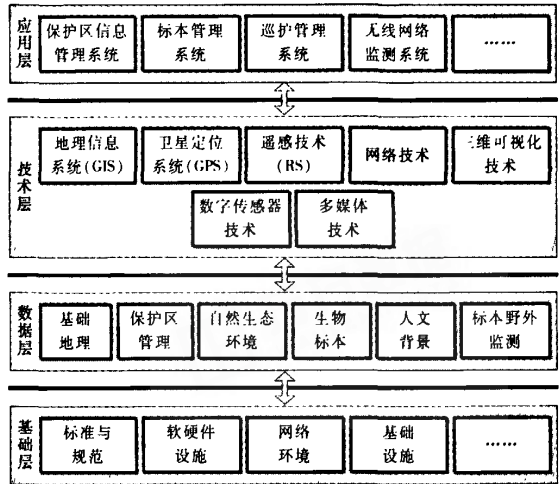 应用层
保护区信息
管理系统
标本管理
系统
巡护管理
系统
无线网络
监测系统
……
技术层
地理信息
系统(GIS)
卫星定位
系统(GPS)
遥感技术
(RS)
网络技术
三维可视化
技术
数字传感器
技术
多媒体
技术
数据层
基础
地理
保护区
管理
自然生态
环境
生物
标本
人文
背景
标本野外
监测
基础层
标准与
规范
软硬件
设施
网络
环境
基础
设施
……